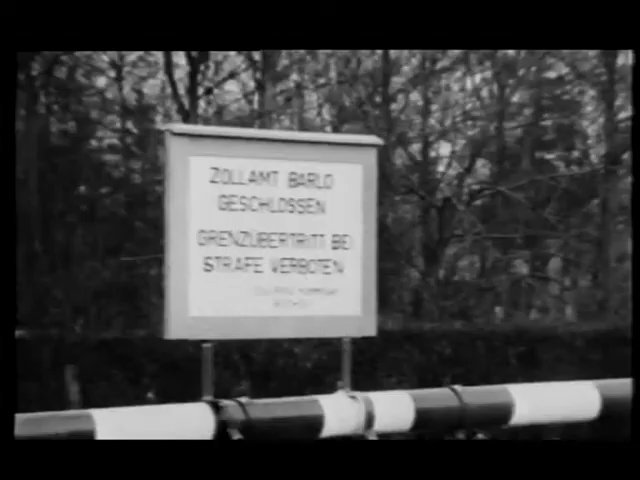 ZOLLAMT BARLO
GESCHLOSSEN
GRENZÜBERTRITT BEI
STRAFE VERBOTEN